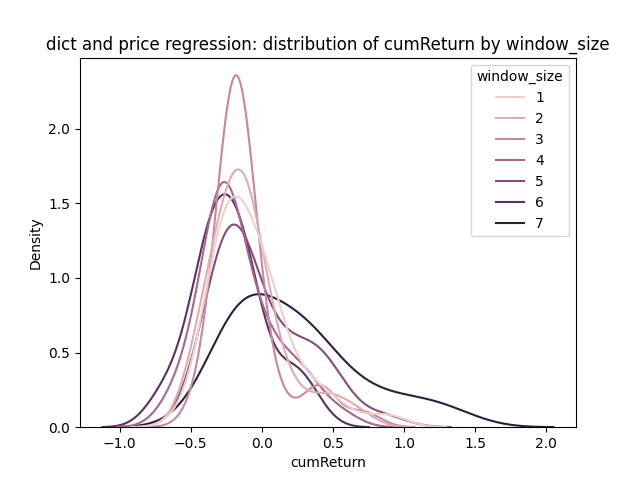 dict and price regression: distribution of cumReturn by window_size
window_size
1
2
3
4
5
6
7
Density
2.0
1.5
1.0
0.5
0.0
−1.0 −0.5 0.0 0.5 1.0 1.5 2.0
cumReturn